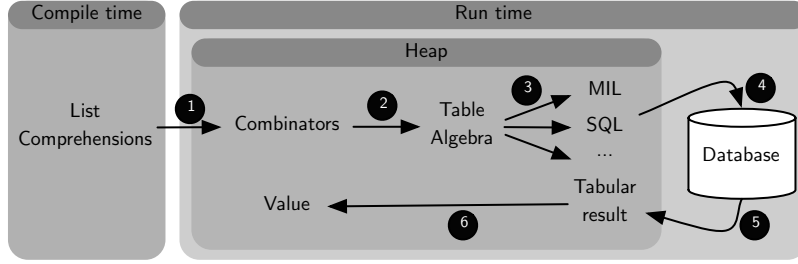 Compile time
Run time
Heap
List
Comprehensions
1
Combinators
2
Table
Algebra
3
MIL
SQL
...
4
Database
Value
6
Tabular
result
5